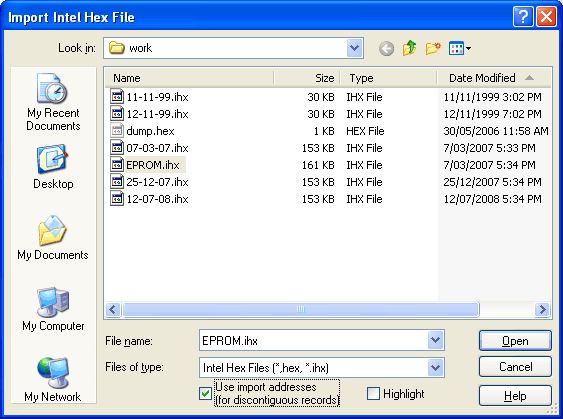 Import Intel Hex File
Look in: work
Name Size Type Date Modified
11-11-99.ihx 30 KB IHX File 11/11/1999 3:02 PM
12-11-99.ihx 30 KB IHX File 12/11/1999 7:02 PM
dump.hex 1 KB HEX File 30/05/2006 11:58 AM
07-03-07.ihx 153 KB IHX File 7/03/2007 5:33 PM
EPROM.ihx 161 KB IHX File 7/03/2007 5:34 PM
25-12-07.ihx 153 KB IHX File 25/12/2007 5:34 PM
12-07-08.ihx 153 KB IHX File 12/07/2008 5:34 PM
My Recent
Documents
Desktop
My Documents
My Computer
My Network
File name: EPROM.ihx Open
Files of type: Intel Hex Files (*,hex, *.ihx) Cancel
Use import addresses
(for discontiguous records)
Highlight
Help